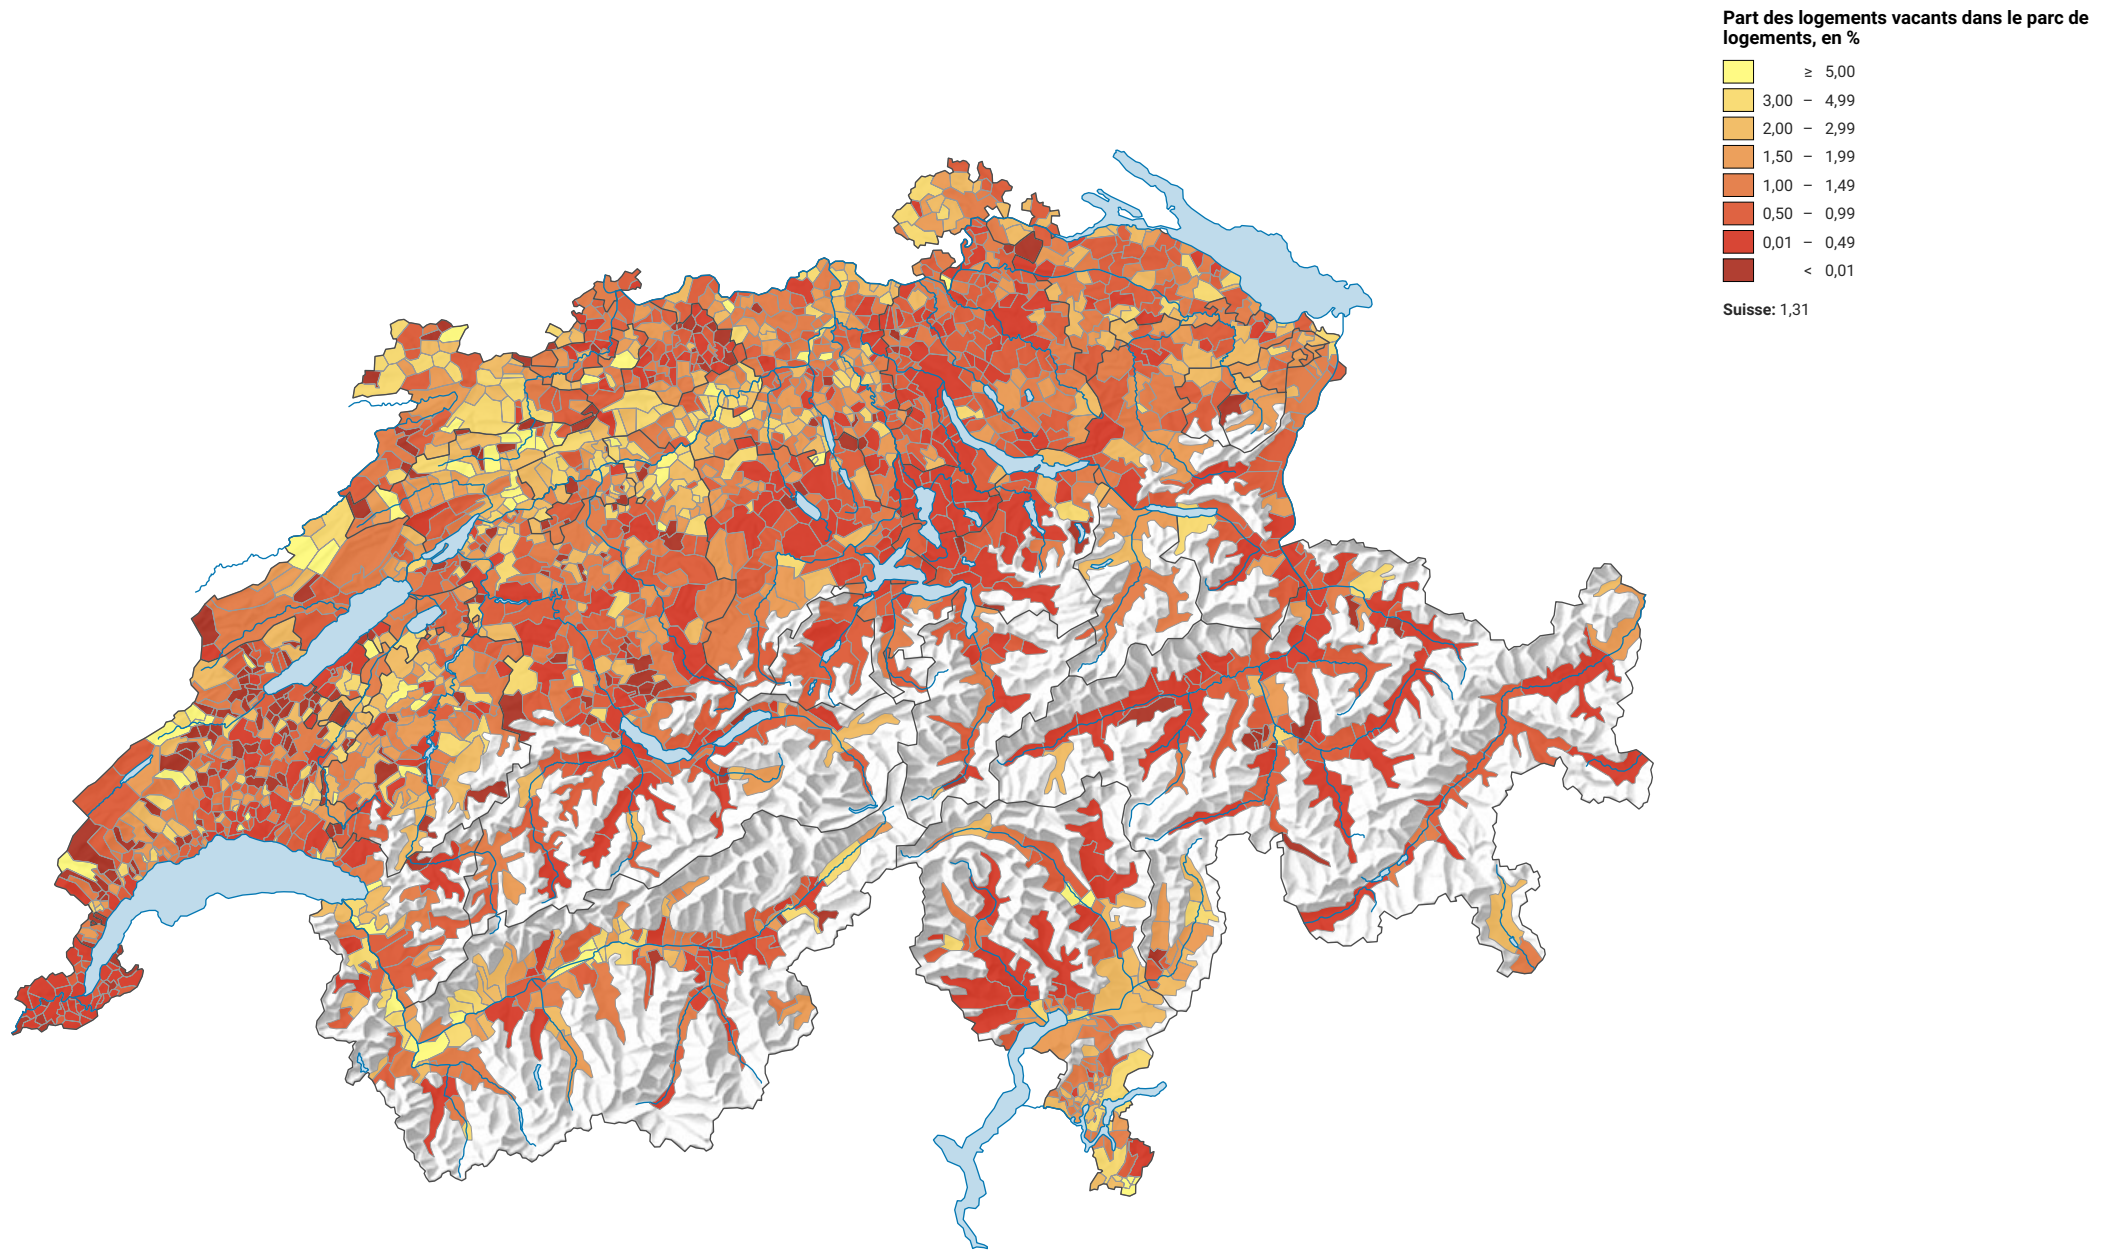 Part des logements vacants dans le parc de
logements, en %
≥ 5,00
3,00 – 4,99
2,00 – 2,99
1,50 – 1,99
1,00 – 1,49
0,50 – 0,99
0,01 – 0,49
< 0,01
Suisse: 1,31